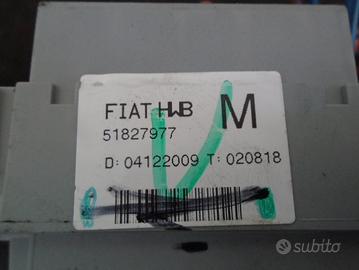 FIAT HWB M
51827977
D: 04122009 T: 020818
subito